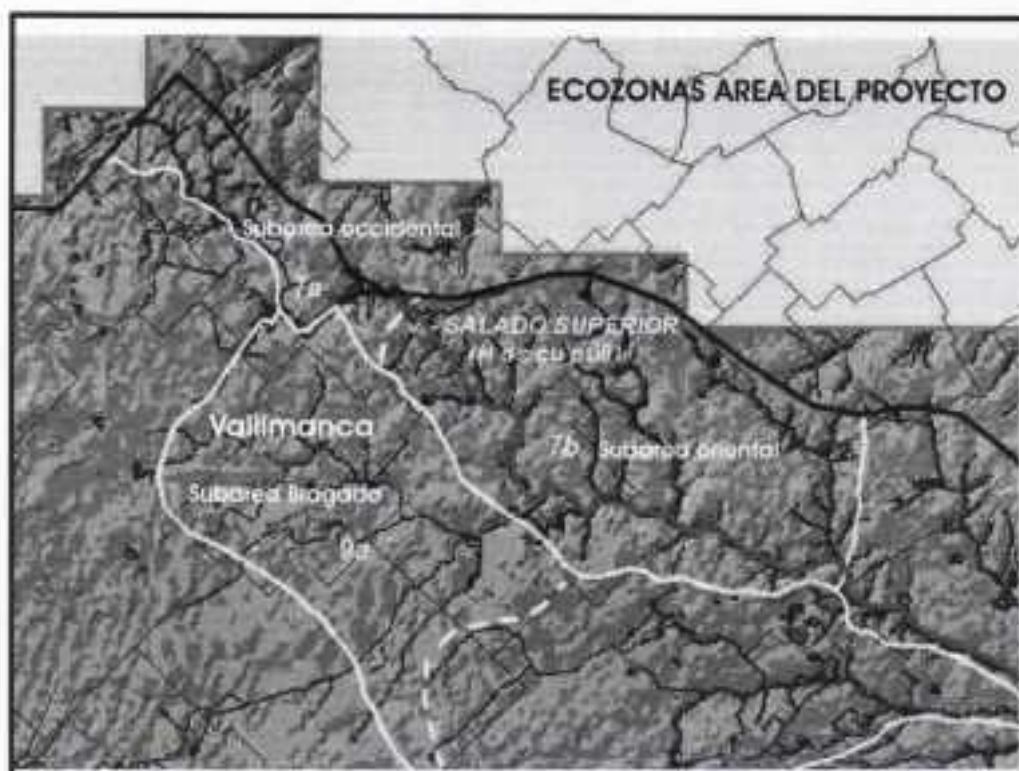 ECOZONAS AREA DEL PROYECTO
Subarea occidental
7a
SALADO SUPERIOR
7b Subarea oriental
Vallimanca
Subarea Bragado
9a